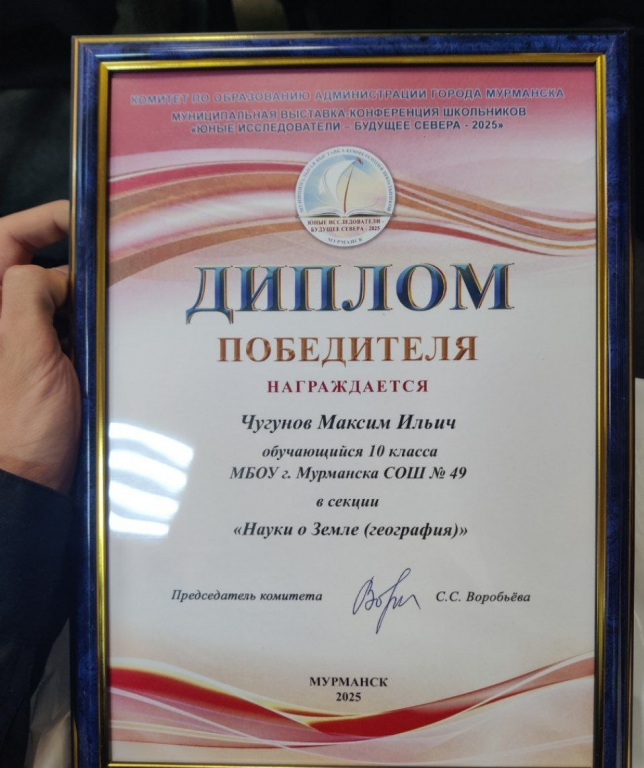 КОМИТЕТ ПО ОБРАЗОВАНИЮ АДМИНИСТРАЦИИ ГОРОДА МУРМАНСКА
МУНИЦИПАЛЬНАЯ ВЫСТАВКА-КОНФЕРЕНЦИЯ ШКОЛЬНИКОВ
«ЮНЫЕ ИССЛЕДОВАТЕЛИ - БУДУЩЕЕ СЕВЕРА - 2025»
ЮНЫЕ ИССЛЕДОВАТЕЛИ -
БУДУЩЕЕ СЕВЕРА - 2025
МУРМАНСК
ДИПЛОМ
ПОБЕДИТЕЛЯ
НАГРАЖДАЕТСЯ
Чугунов Максим Ильич
обучающийся 10 класса
МБОУ г. Мурманска СОШ № 49
в секции
«Науки о Земле (география)»
Председатель комитета С.С. Воробьёва
МУРМАНСК
2025